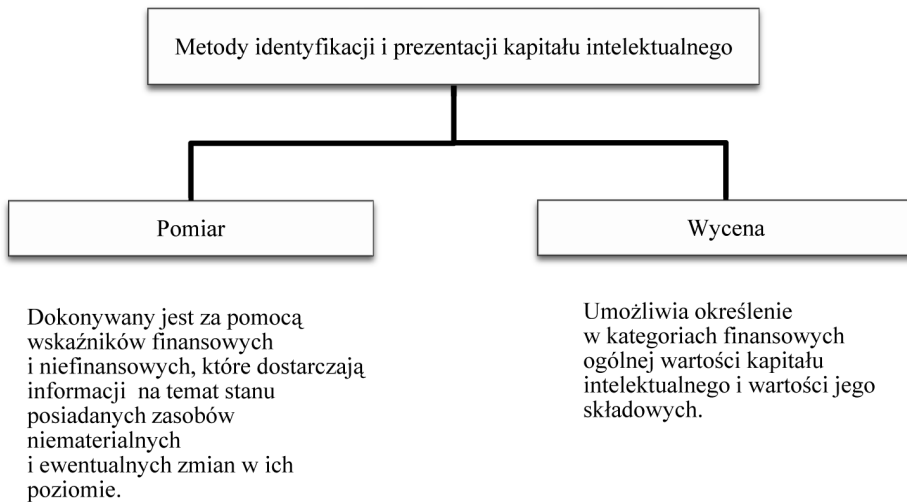 Metody identyfikacji i prezentacji kapitału intelektualnego
Pomiar
Wycena
Dokonywany jest za pomocą
wskaźników finansowych
i niefinansowych, które dostarczają
informacji na temat stanu
posiadanych zasobów
niematerialnych
i ewentualnych zmian w ich
poziomie.
Umożliwia określenie
w kategoriach finansowych
ogólnej wartości kapitału
intelektualnego i wartości jego
składowych.